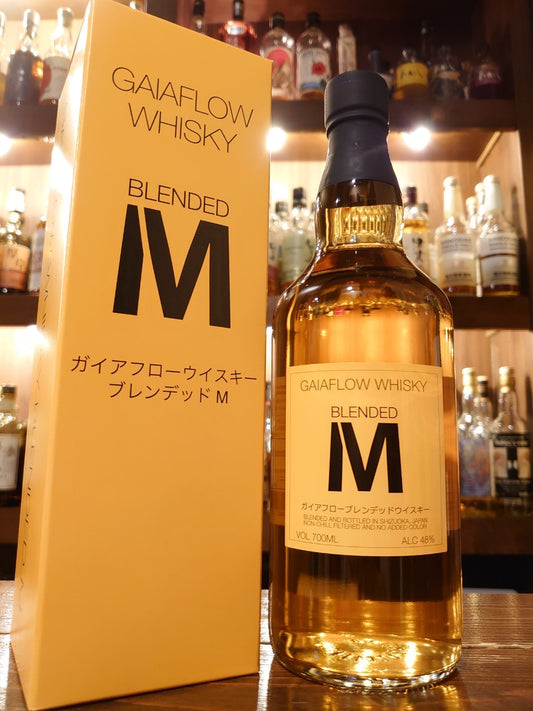 GAIAFLOW
WHISKY
BLENDED
M
ガイアフローウイスキー
ブレンデッド M
GAIAFLOW WHISKY
BLENDED
M
ガイアフローブレンデッドウイスキー
BLENDED AND BOTTLED IN SHIZUOKA, JAPAN
NON-CHILL FILTERED AND NO ADDED COLOR
VOL 700ML ALC 48%